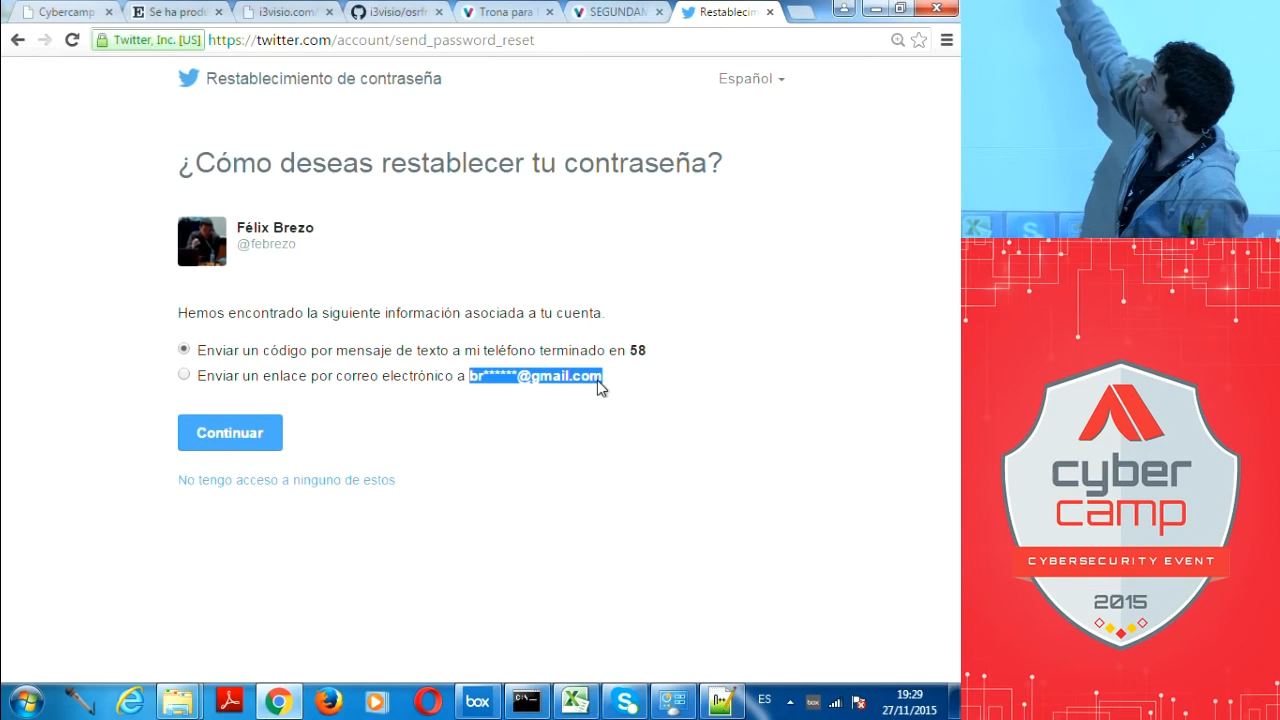 Cybercamp
Se ha prod
i3visio.com/
i3visio/osrf
Trona para
SEGUNDA
Restablecim
Twitter, Inc. [US] https://twitter.com/account/send_password_reset
Restablecimiento de contraseña
Español
¿Cómo deseas restablecer tu contraseña?
Félix Brezo
@febrezo
Hemos encontrado la siguiente información asociada a tu cuenta.
Enviar un código por mensaje de texto a mi teléfono terminado en 58
Enviar un enlace por correo electrónico a br******@gmail.com
Continuar
No tengo acceso a ninguno de estos
box
ES
box
19:29
27/11/2015
cyber
camp
CYBERSECURITY EVENT
2015